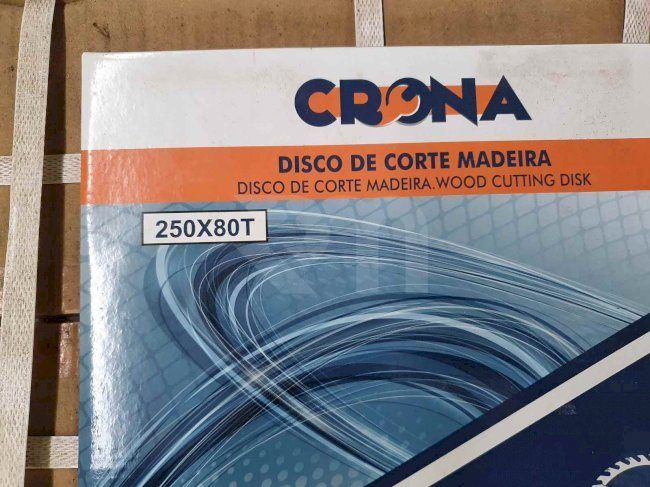 CRONA
DISCO DE CORTE MADEIRA
DISCO DE CORTE MADEIRA.WOOD CUTTING DISK
250X80T